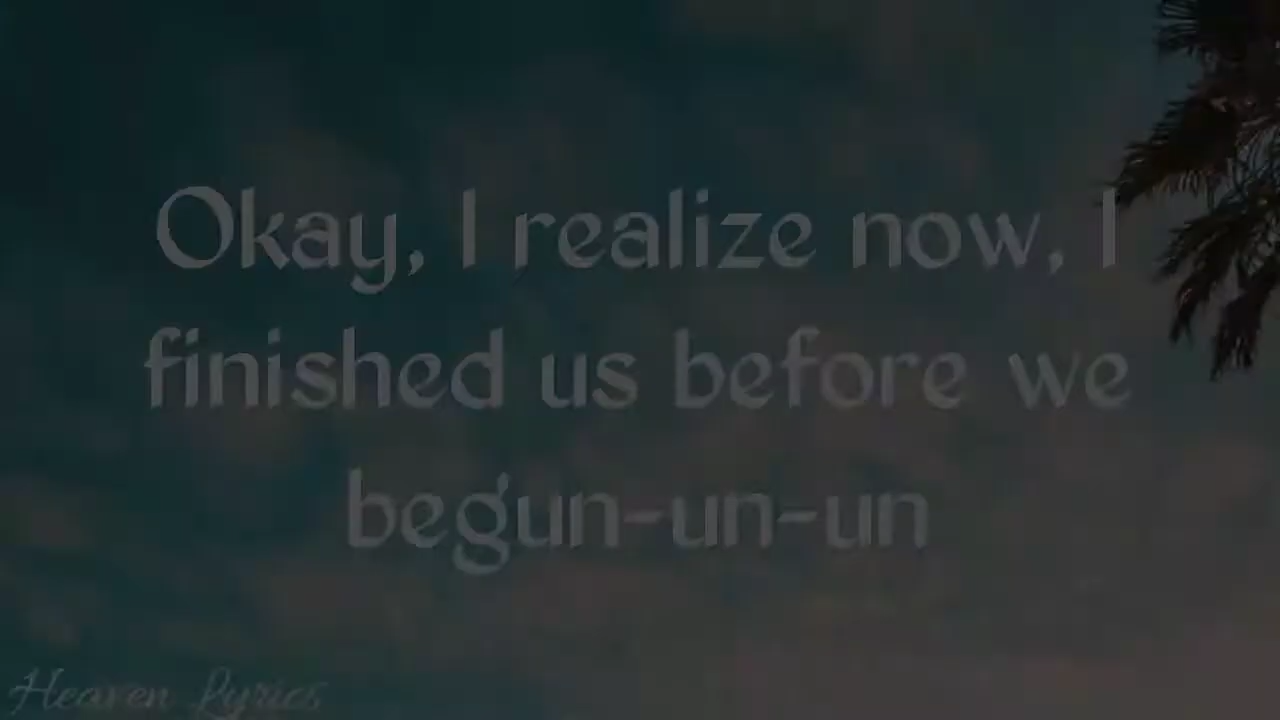 Okay, I realize now, I
finished us before we
begun-un-un
Heaven Lyrics